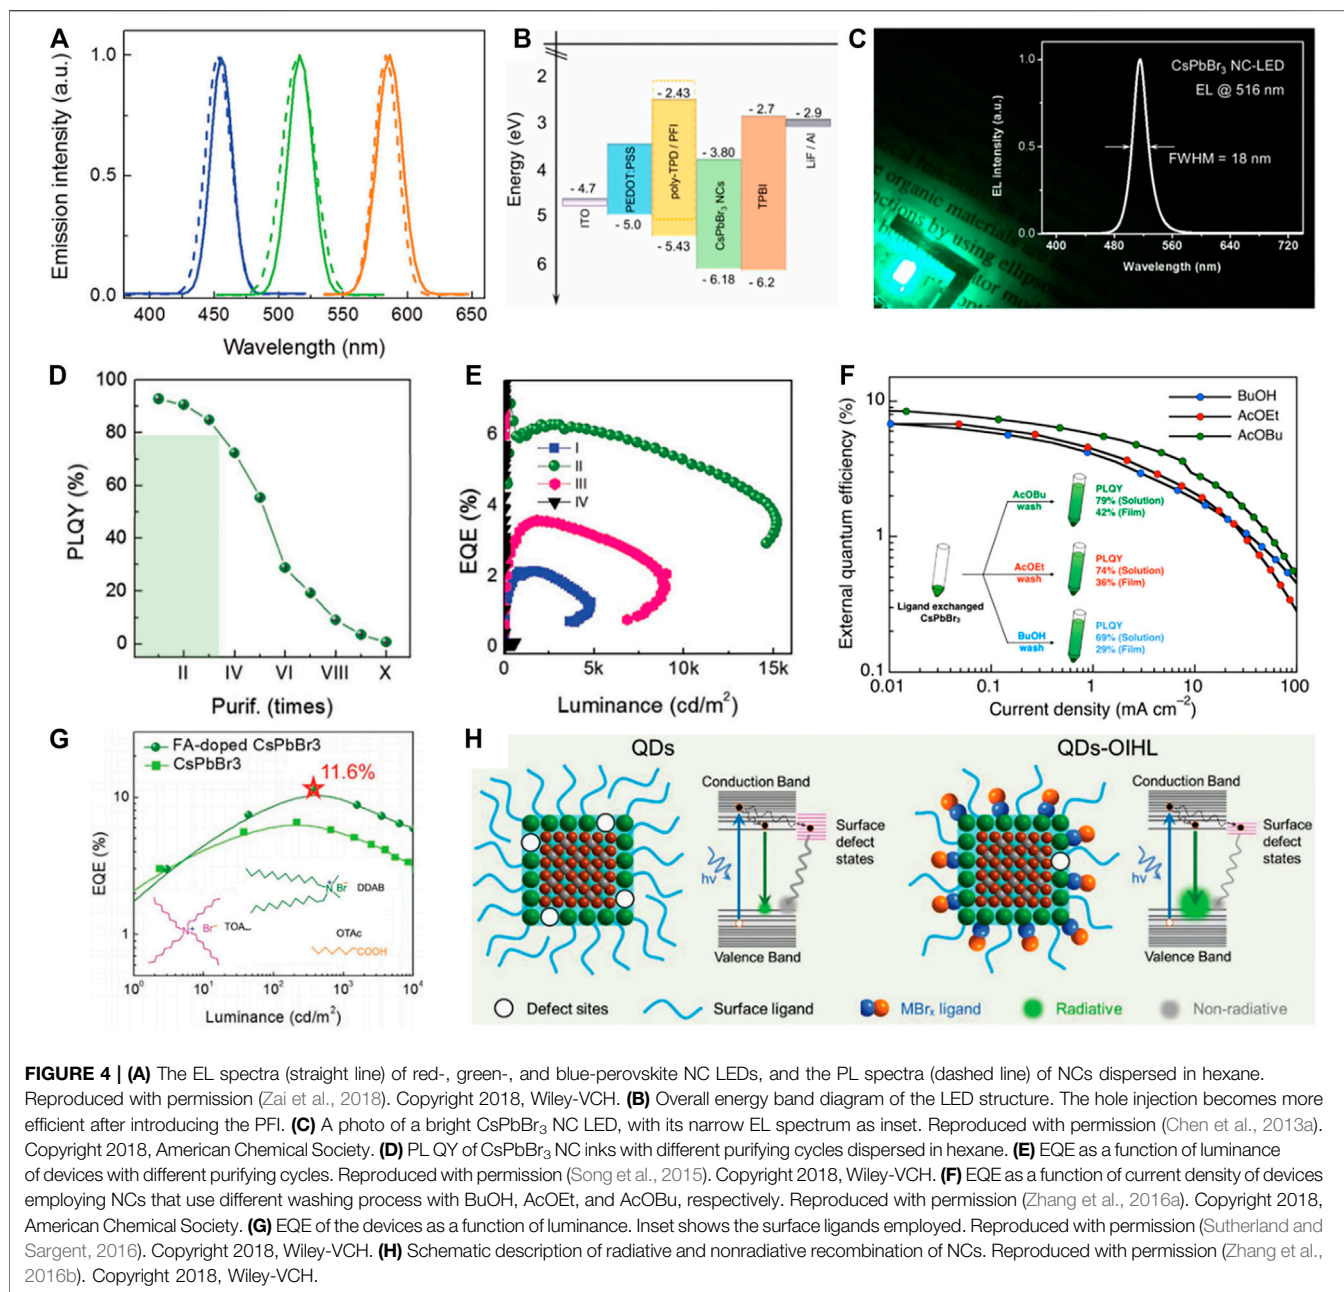 A
Emission intensity (a.u.)
1.0
0.5
0.0
400
450
500
550
600
650
Wavelength (nm)
B
Energy (eV)
2
3
4
5
6
- 4.7
ITO
PEDOT:PSS
- 5.0
- 2.43
poly-TPD / PFI
- 5.43
- 3.80
CsPbBr3 NCs
- 6.18
- 2.7
TPBI
- 6.2
- 2.9
LiF / Al
C
EL intensity (a.u.)
1.0
0.5
0.0
CsPbBr3 NC-LED
EL @ 516 nm
FWHM = 18 nm
400
480
560
640
720
Wavelength (nm)
organic materials
by using ellipso
D
PLQY (%)
100
80
60
40
20
0
II
IV
VI
VIII
X
Purif. (times)
E
EQE (%)
6
4
2
0
I
II
III
IV
0
5k
10k
15k
Luminance (cd/m2)
F
External quantum efficiency (%)
10
1
0.1
BuOH
AcOEt
AcOBu
Ligand exchanged
CsPbBr3
AcOBu
wash
PLQY
79% (Solution)
42% (Film)
AcOEt
wash
PLQY
74% (Solution)
36% (Film)
BuOH
wash
PLQY
69% (Solution)
29% (Film)
0.01
0.1
1
10
100
Current density (mA cm–2)
G
EQE (%)
10
1
FA-doped CsPbBr3
CsPbBr3
11.6%
N+ Br- DDAB
N+ Br- TOA
OTAc
COOH
100
101
102
103
104
Luminance (cd/m2)
H
QDs
QDs-OIHL
Conduction Band
Surface
defect
states
hν
Valence Band
Conduction Band
Surface
defect
states
hν
Valence Band
Defect sites
Surface ligand
MBrx ligand
Radiative
Non-radiative
FIGURE 4 | (A) The EL spectra (straight line) of red-, green-, and blue-perovskite NC LEDs, and the PL spectra (dashed line) of NCs dispersed in hexane.
Reproduced with permission (Zai et al., 2018). Copyright 2018, Wiley-VCH. (B) Overall energy band diagram of the LED structure. The hole injection becomes more
efficient after introducing the PFI. (C) A photo of a bright CsPbBr3 NC LED, with its narrow EL spectrum as inset. Reproduced with permission (Chen et al., 2013a).
Copyright 2018, American Chemical Society. (D) PL QY of CsPbBr3 NC inks with different purifying cycles dispersed in hexane. (E) EQE as a function of luminance
of devices with different purifying cycles. Reproduced with permission (Song et al., 2015). Copyright 2018, Wiley-VCH. (F) EQE as a function of current density of devices
employing NCs that use different washing process with BuOH, AcOEt, and AcOBu, respectively. Reproduced with permission (Zhang et al., 2016a). Copyright 2018,
American Chemical Society. (G) EQE of the devices as a function of luminance. Inset shows the surface ligands employed. Reproduced with permission (Sutherland and
Sargent, 2016). Copyright 2018, Wiley-VCH. (H) Schematic description of radiative and nonradiative recombination of NCs. Reproduced with permission (Zhang et al.,
2016b). Copyright 2018, Wiley-VCH.